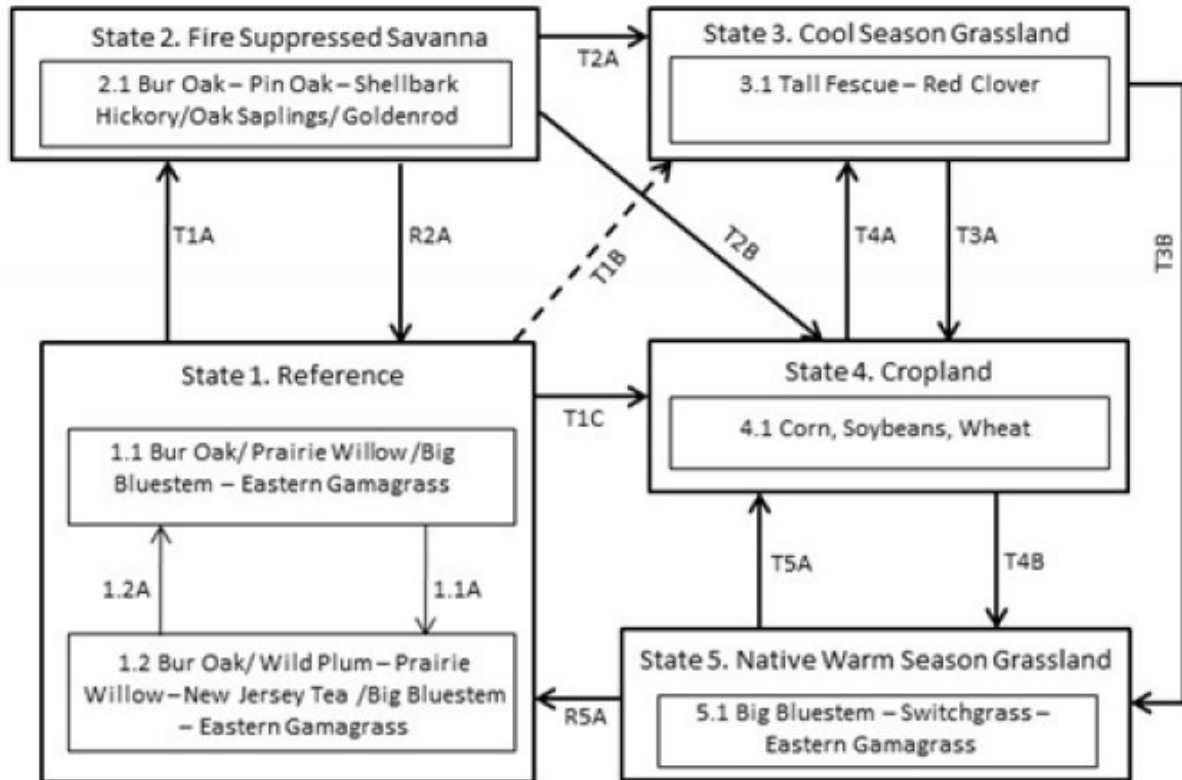 State 2. Fire Suppressed Savanna
2.1 Bur Oak – Pin Oak – Shellbark
Hickory/Oak Saplings/ Goldenrod
T2A
State 3. Cool Season Grassland
3.1 Tall Fescue – Red Clover
T1A
R2A
T1B
T2B
T4A
T3A
T3B
State 1. Reference
1.1 Bur Oak/ Prairie Willow /Big
Bluestem – Eastern Gamagrass
1.2A
1.1A
1.2 Bur Oak/ Wild Plum – Prairie
Willow – New Jersey Tea /Big Bluestem
– Eastern Gamagrass
T1C
State 4. Cropland
4.1 Corn, Soybeans, Wheat
T5A
T4B
R5A
State 5. Native Warm Season Grassland
5.1 Big Bluestem – Switchgrass –
Eastern Gamagrass